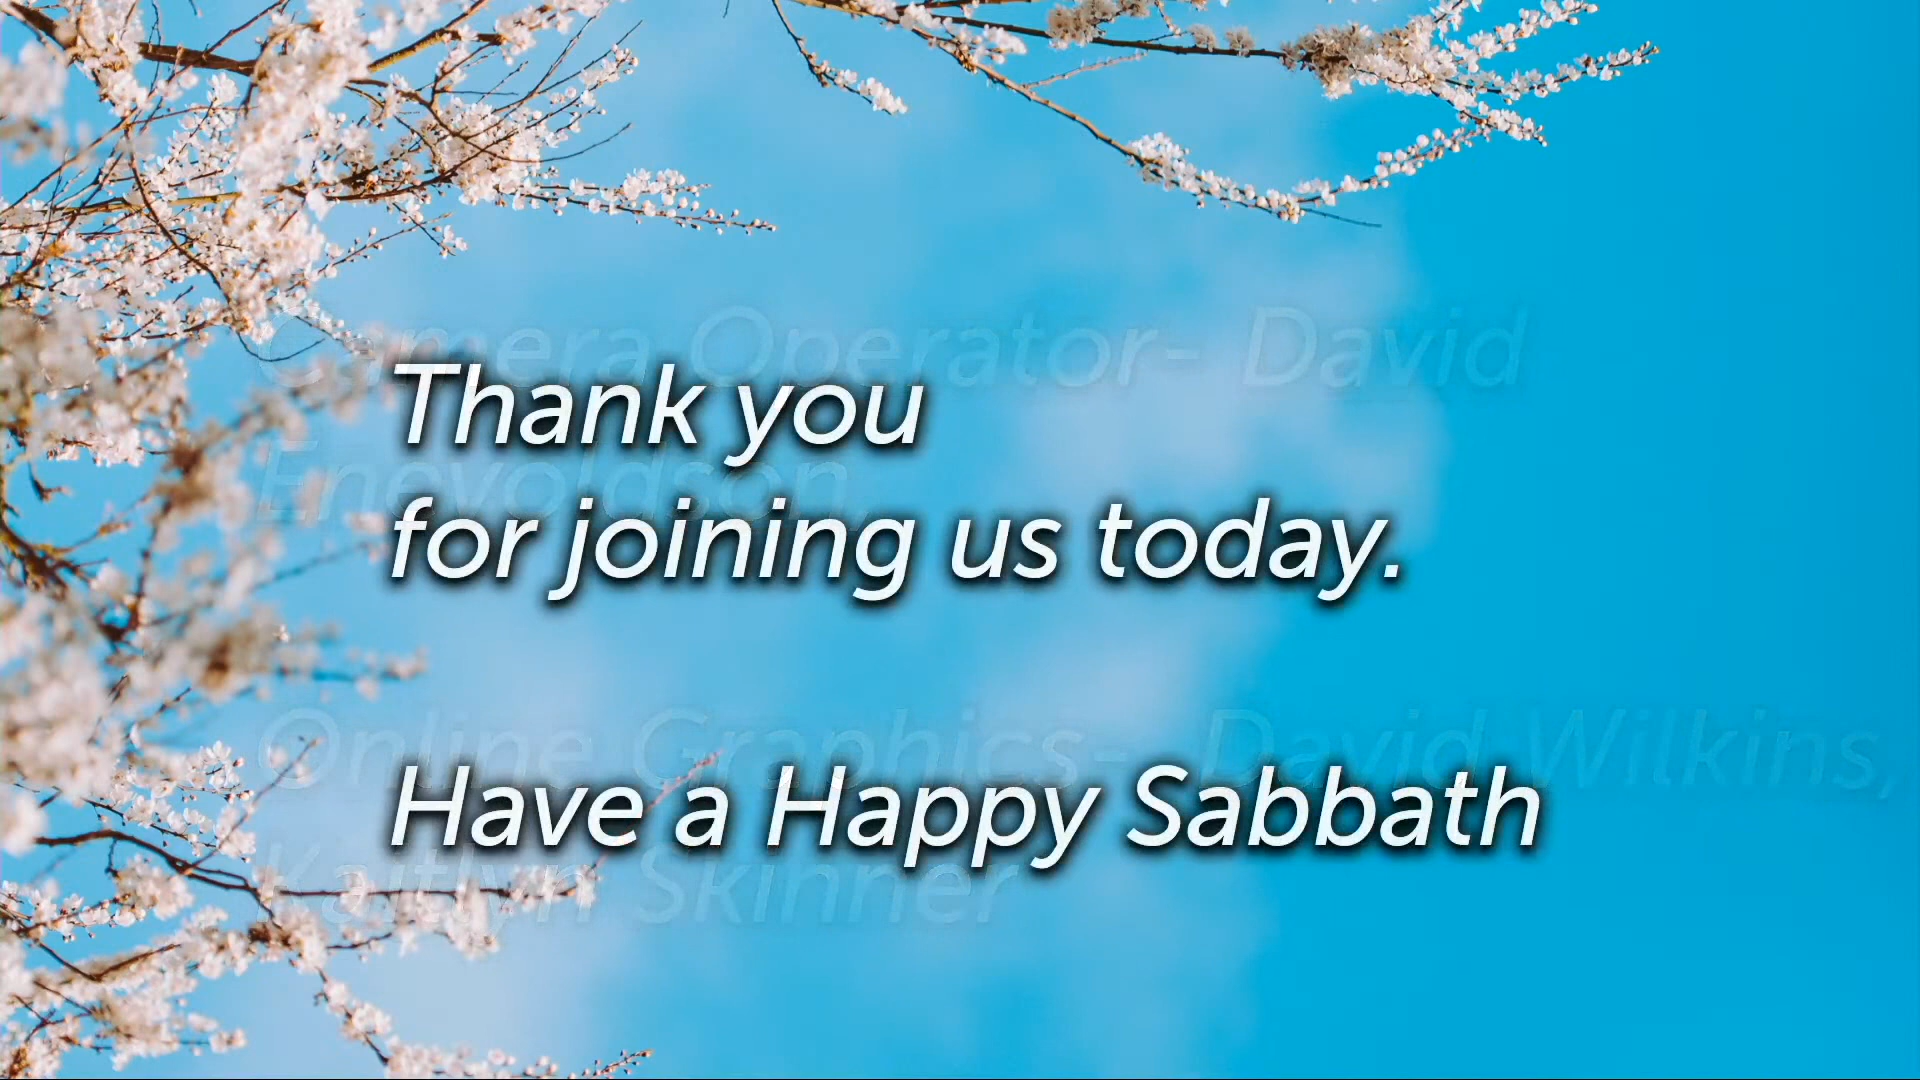 Camera Operator- David
Thank you
Enevoldson,
for joining us today.
Online Graphics- David Wilkins,
Have a Happy Sabbath
Kaitlyn Skinner